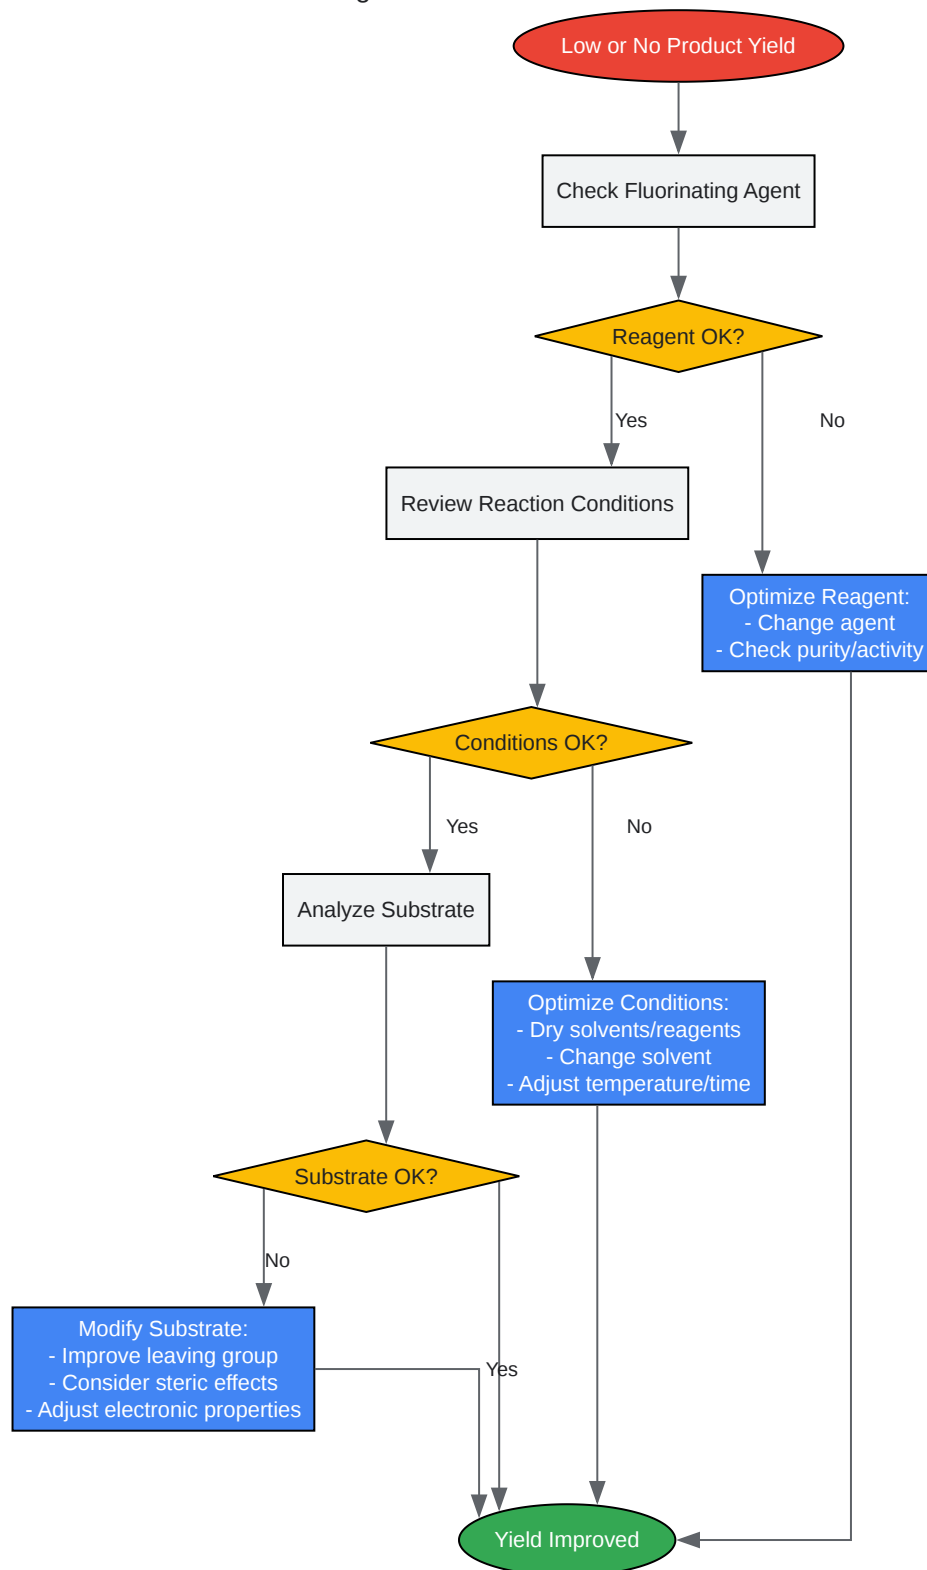 Low or No Product Yield
Check Fluorinating Agent
Reagent OK?
Yes
No
Review Reaction Conditions
Optimize Reagent:
- Change agent
- Check purity/activity
Conditions OK?
Yes
No
Analyze Substrate
Optimize Conditions:
- Dry solvents/reagents
- Change solvent
- Adjust temperature/time
Substrate OK?
No
Modify Substrate:
- Improve leaving group
- Consider steric effects
- Adjust electronic properties
Yes
Yield Improved